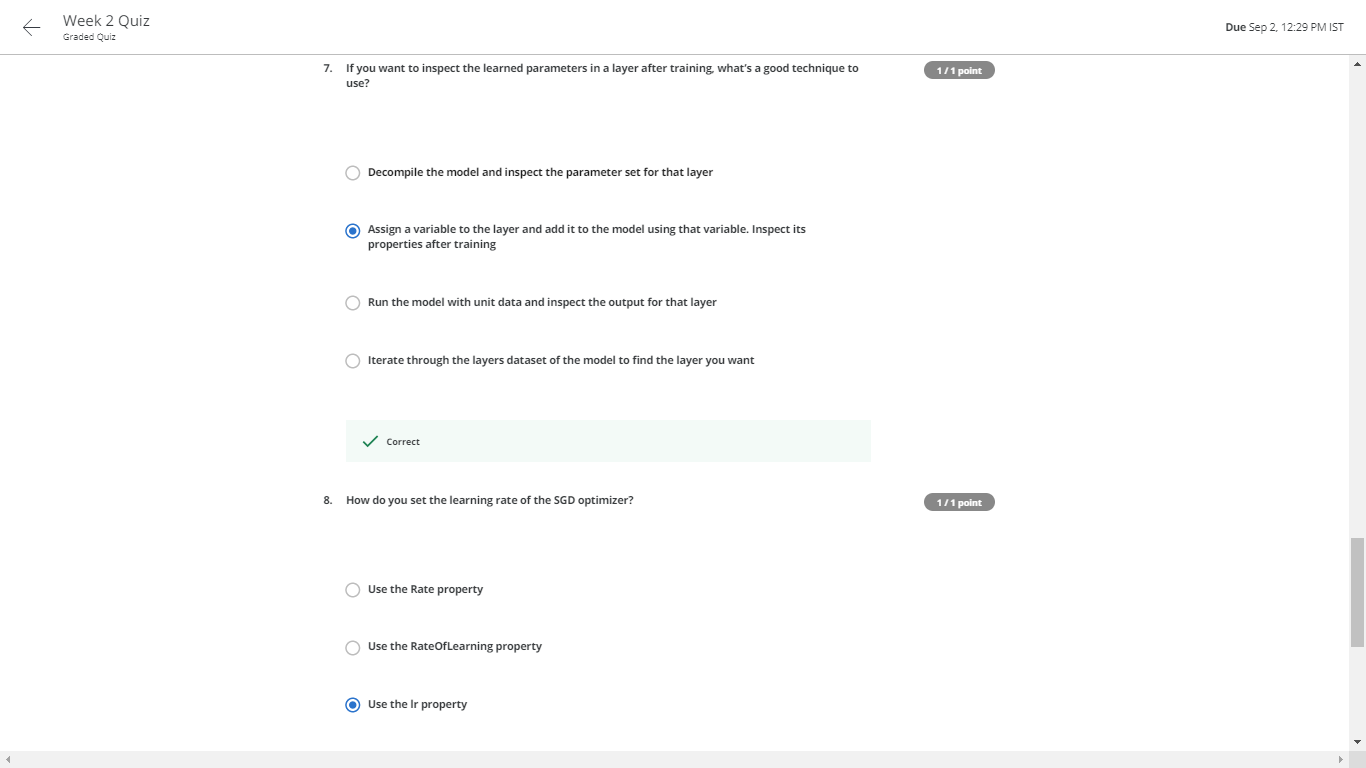 Week 2 Quiz
Graded Quiz
Due Sep 2, 12:29 PM IST
7. If you want to inspect the learned parameters in a layer after training, what's a good technique to
use?
1 / 1 point
Decompile the model and inspect the parameter set for that layer
Assign a variable to the layer and add it to the model using that variable. Inspect its
properties after training
Run the model with unit data and inspect the output for that layer
Iterate through the layers dataset of the model to find the layer you want
Correct
8. How do you set the learning rate of the SGD optimizer?
1 / 1 point
Use the Rate property
Use the RateOfLearning property
Use the lr property